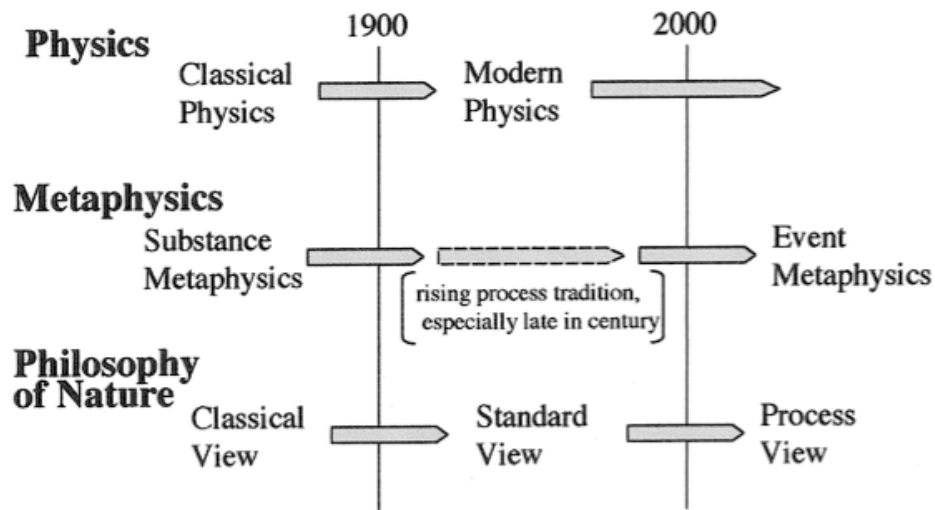 1900
2000
Physics
Classical
Physics
Modern
Physics
Metaphysics
Substance
Metaphysics
Event
Metaphysics
rising process tradition,
especially late in century
Philosophy
of Nature
Classical
View
Standard
View
Process
View